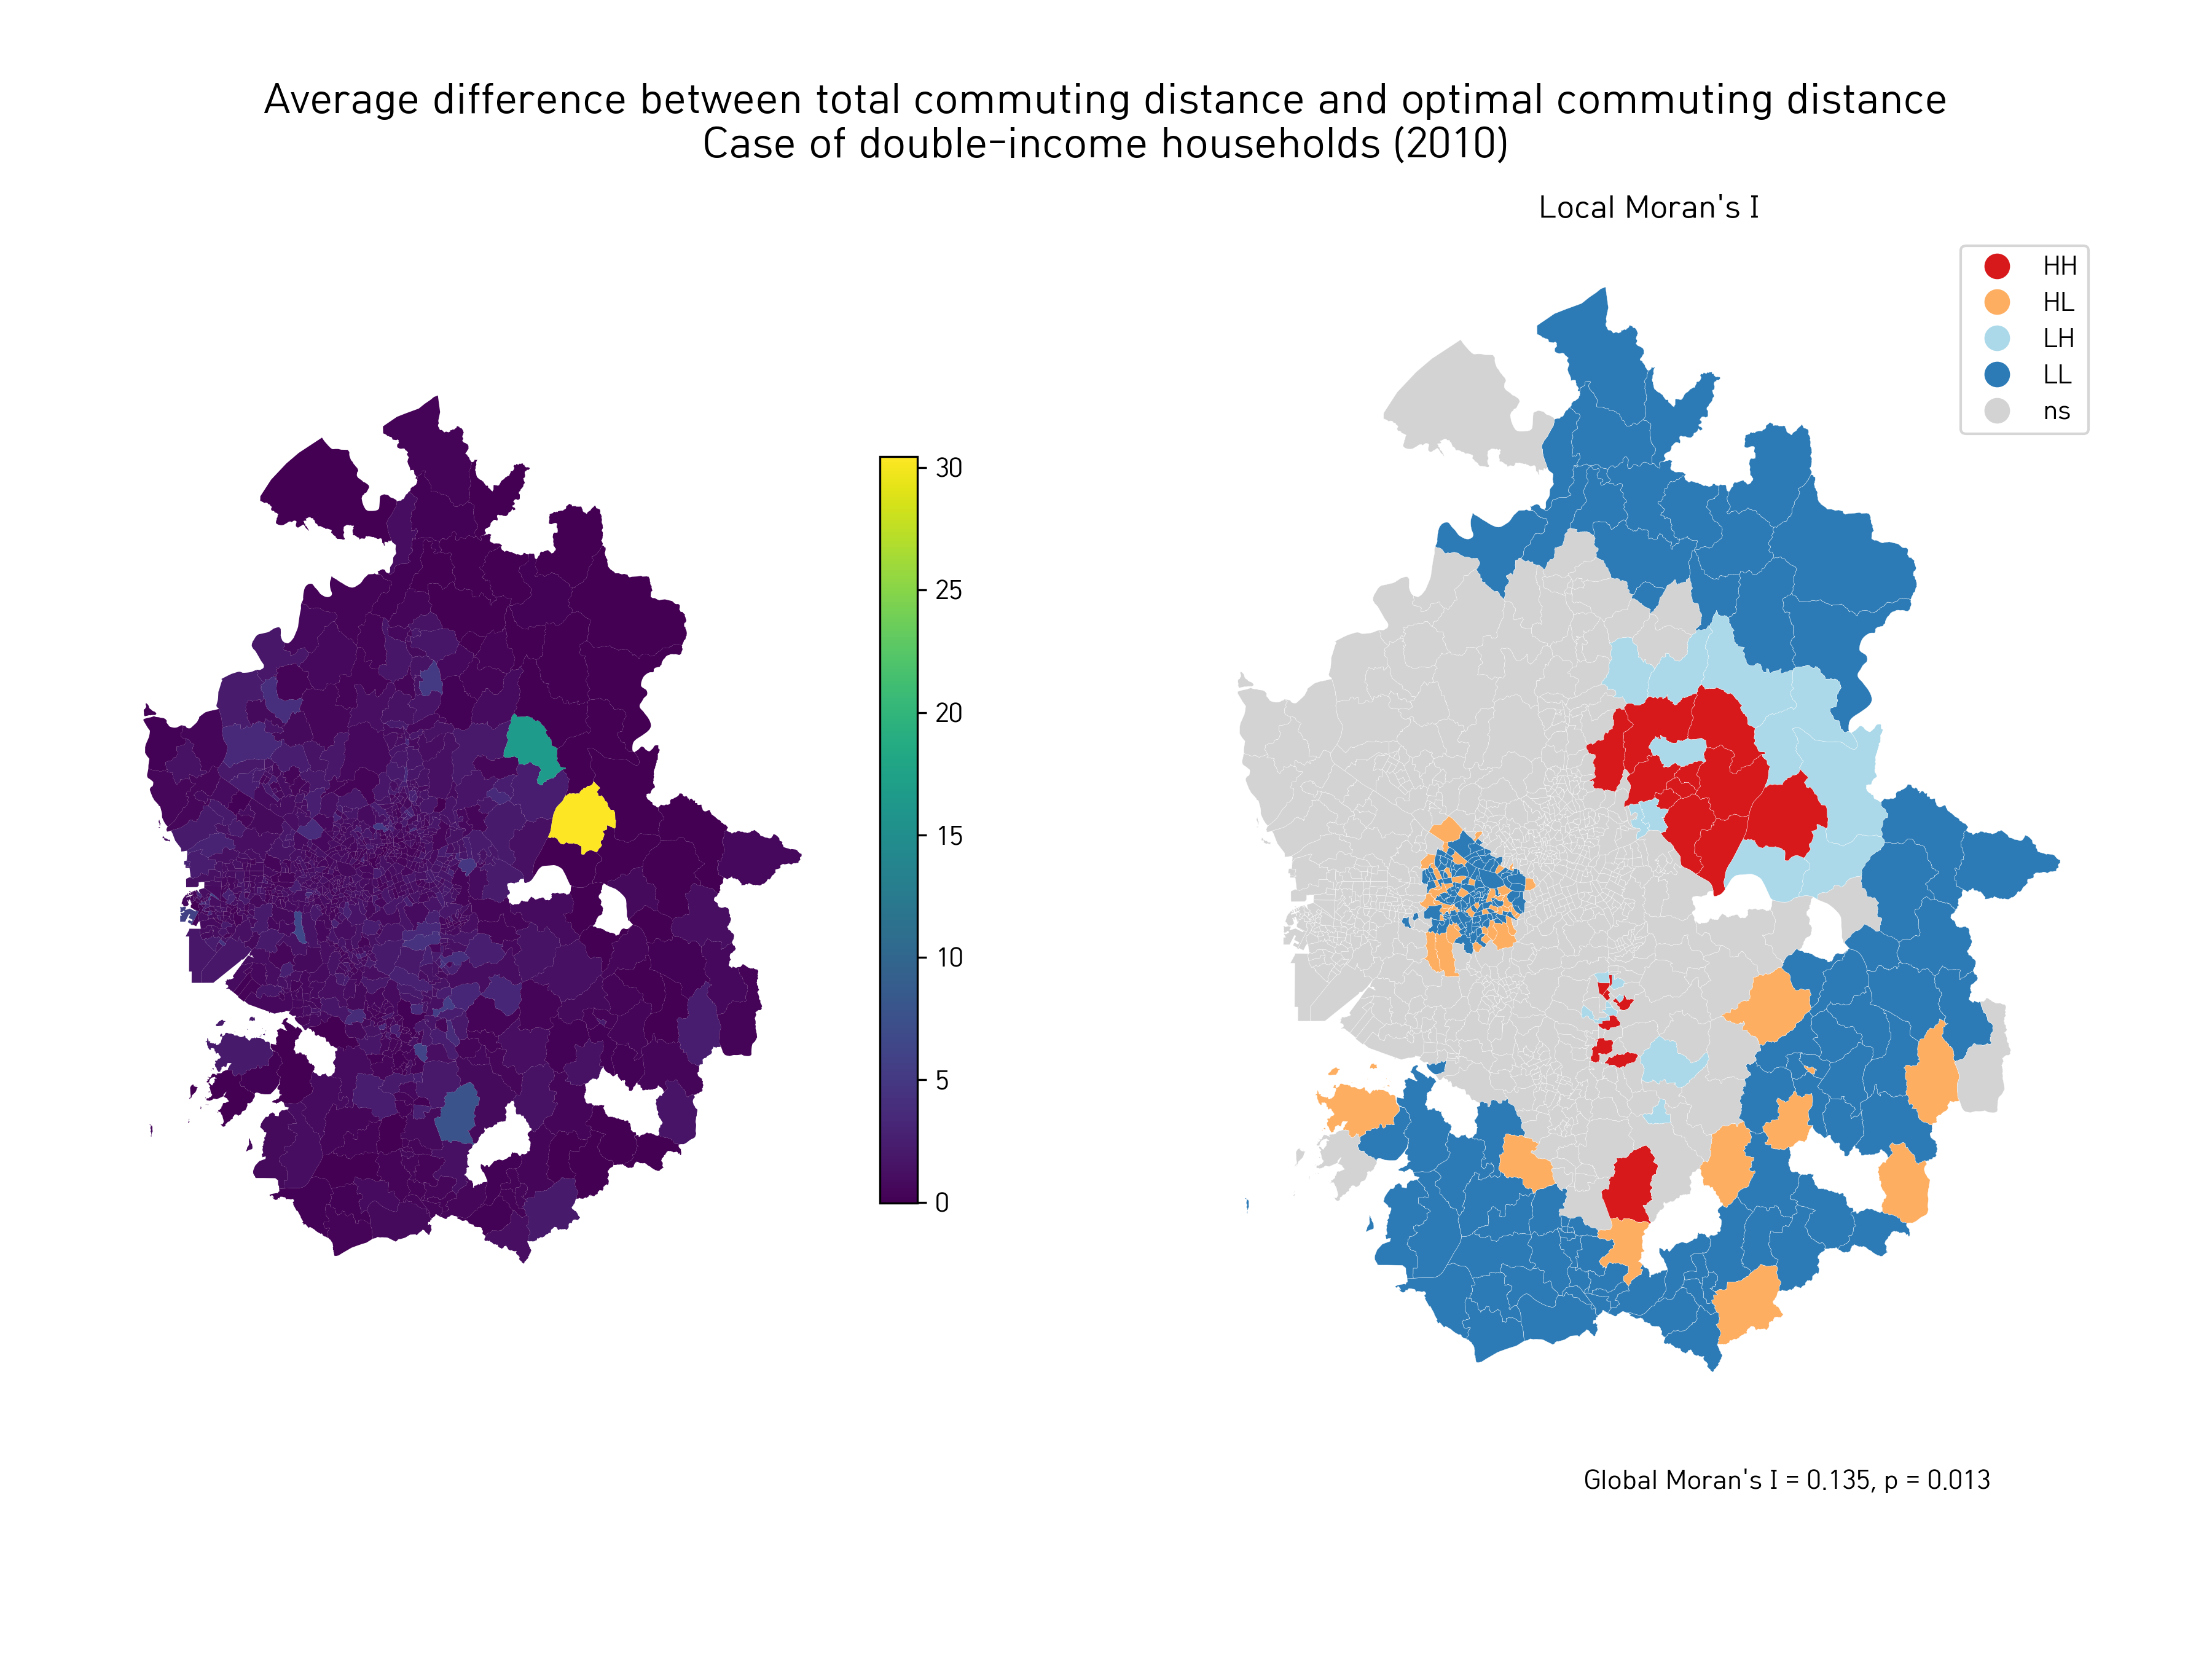 Average difference between total commuting distance and optimal commuting distance
Case of double-income households (2010)
Local Moran's I
HH
HL
LH
LL
ns
30
25
20
15
10
5
0
Global Moran's I = 0.135, p = 0.013